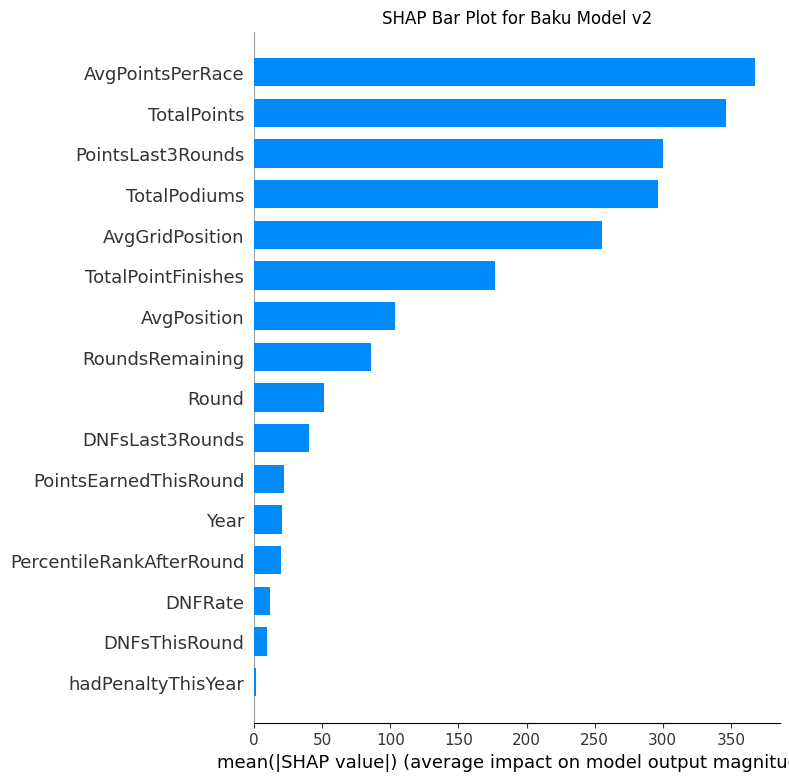 SHAP Bar Plot for Baku Model v2
AvgPointsPerRace
TotalPoints
PointsLast3Rounds
TotalPodiums
AvgGridPosition
TotalPointFinishes
AvgPosition
RoundsRemaining
Round
DNFsLast3Rounds
PointsEarnedThisRound
Year
PercentileRankAfterRound
DNFRate
DNFsThisRound
hadPenaltyThisYear
0 50 100 150 200 250 300 350
mean(|SHAP value|) (average impact on model output magnitu